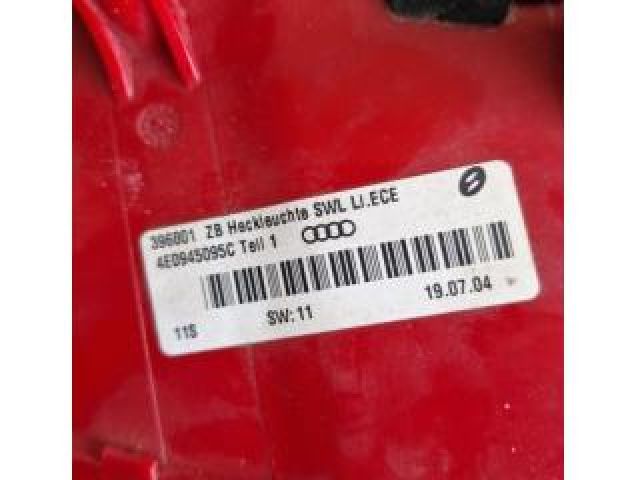 396001 ZB Heckleuchte SWL LI.ECE
4E0945095C Teil 1
11S SW:11 19.07.04